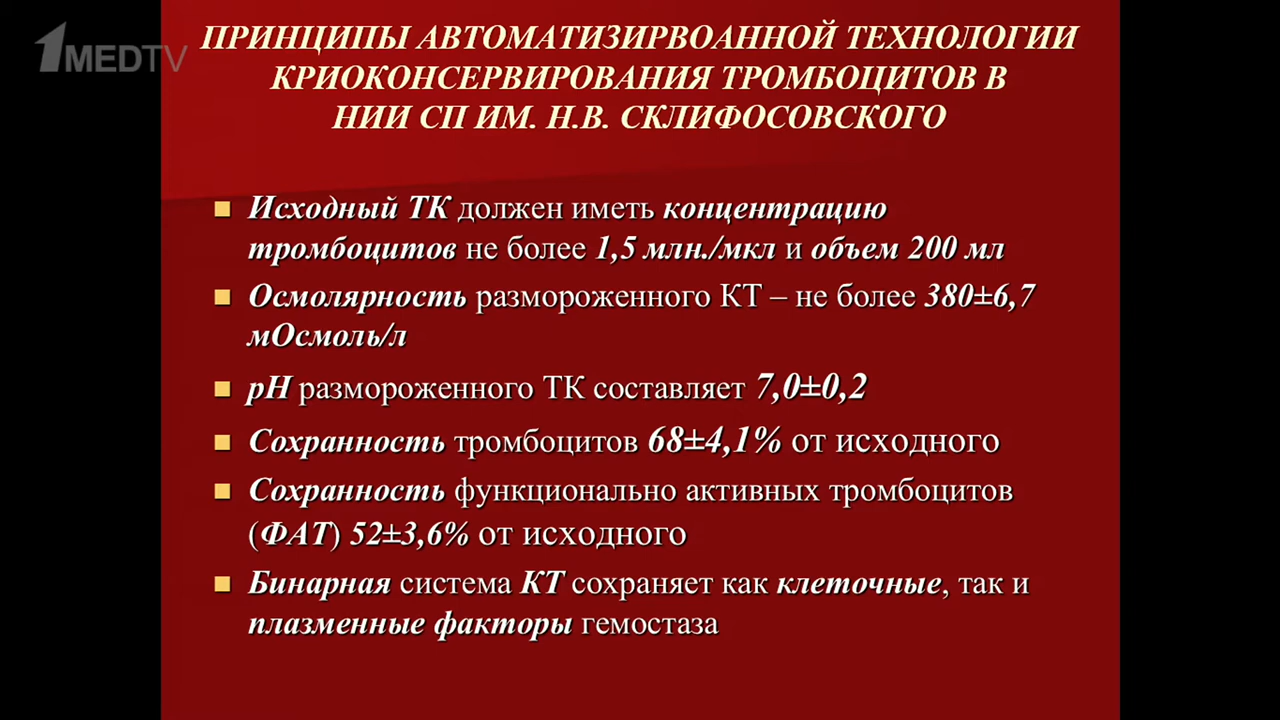 1MEDTV
ПРИНЦИПЫ АВТОМАТИЗИРВОАННОЙ ТЕХНОЛОГИИ
КРИОКОНСЕРВИРОВАНИЯ ТРОМБОЦИТОВ В
НИИ СП ИМ. Н.В. СКЛИФОСОВСКОГО
Исходный ТК должен иметь концентрацию
тромбоцитов не более 1,5 млн./мкл и объем 200 мл
Осмолярность размороженного КТ – не более 380±6,7
мОсмоль/л
рН размороженного ТК составляет 7,0±0,2
Сохранность тромбоцитов 68±4,1% от исходного
Сохранность функционально активных тромбоцитов
(ФАТ) 52±3,6% от исходного
Бинарная система КТ сохраняет как клеточные, так и
плазменные факторы гемостаза